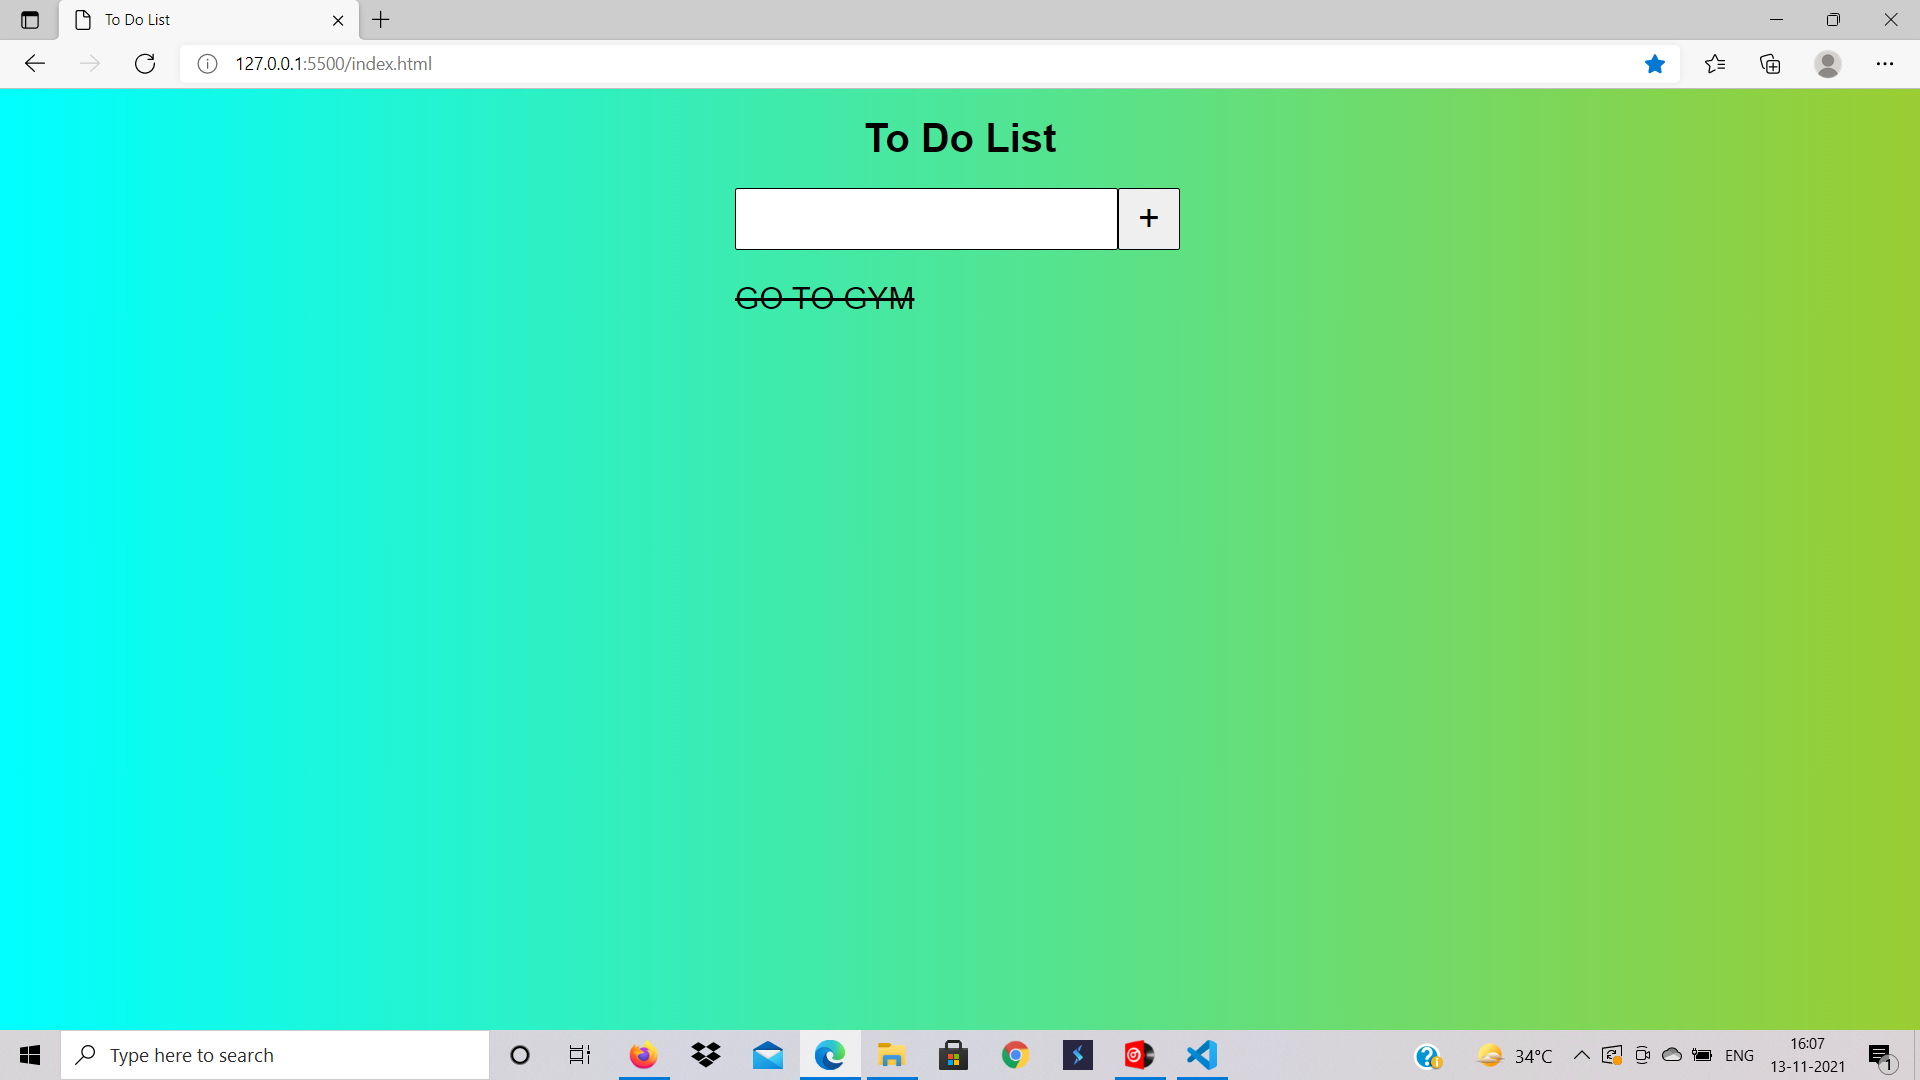 To Do List
127.0.0.1:5500/index.html
To Do List
+
GO TO GYM
Type here to search
34°C
ENG
16:07
13-11-2021
1